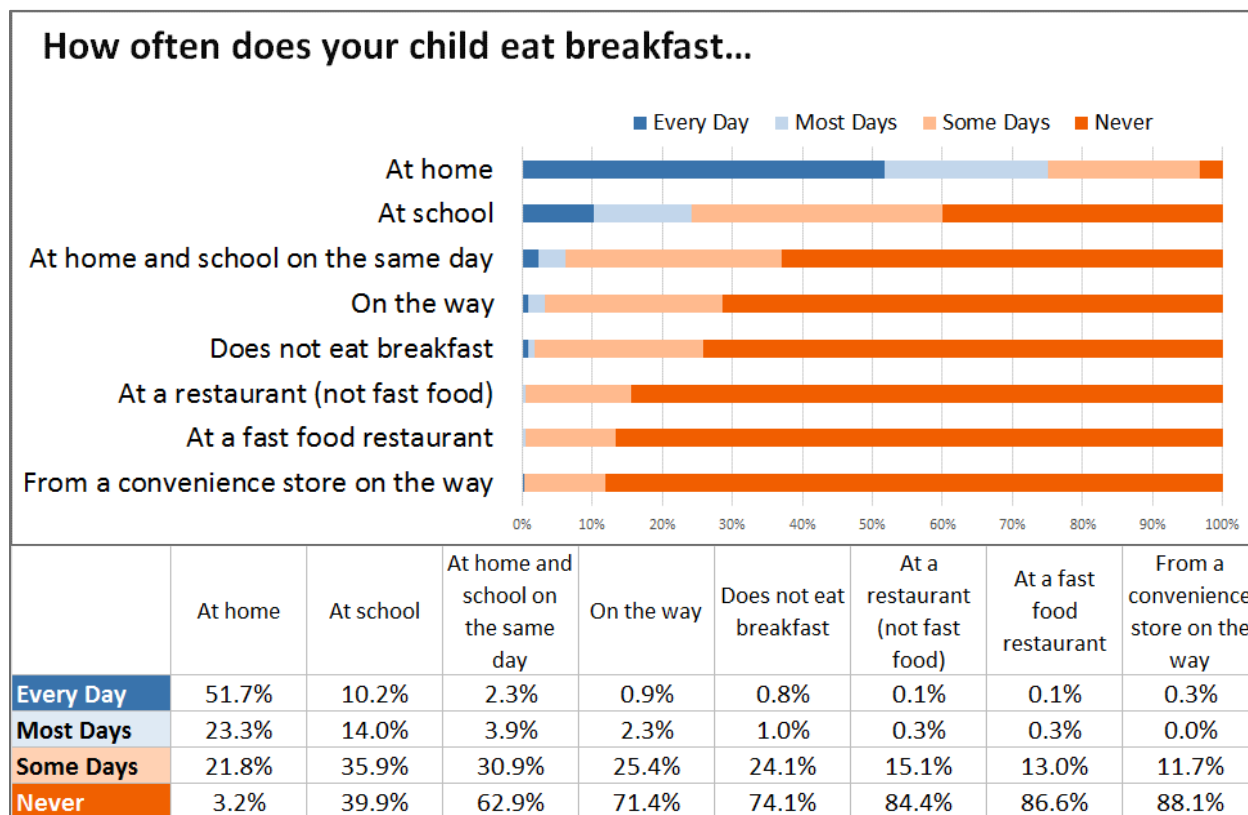 How often does your child eat breakfast...
Every Day Most Days Some Days Never
At home
At school
At home and school on the same day
On the way
Does not eat breakfast
At a restaurant (not fast food)
At a fast food restaurant
From a convenience store on the way
0% 10% 20% 30% 40% 50% 60% 70% 80% 90% 100%
At home
At school
At home and
school on
the same
day
On the way
Does not eat
breakfast
At a
restaurant
(not fast
food)
At a fast
food
restaurant
From a
convenience
store on the
way
Every Day 51.7% 10.2% 2.3% 0.9% 0.8% 0.1% 0.1% 0.3%
Most Days 23.3% 14.0% 3.9% 2.3% 1.0% 0.3% 0.3% 0.0%
Some Days 21.8% 35.9% 30.9% 25.4% 24.1% 15.1% 13.0% 11.7%
Never 3.2% 39.9% 62.9% 71.4% 74.1% 84.4% 86.6% 88.1%